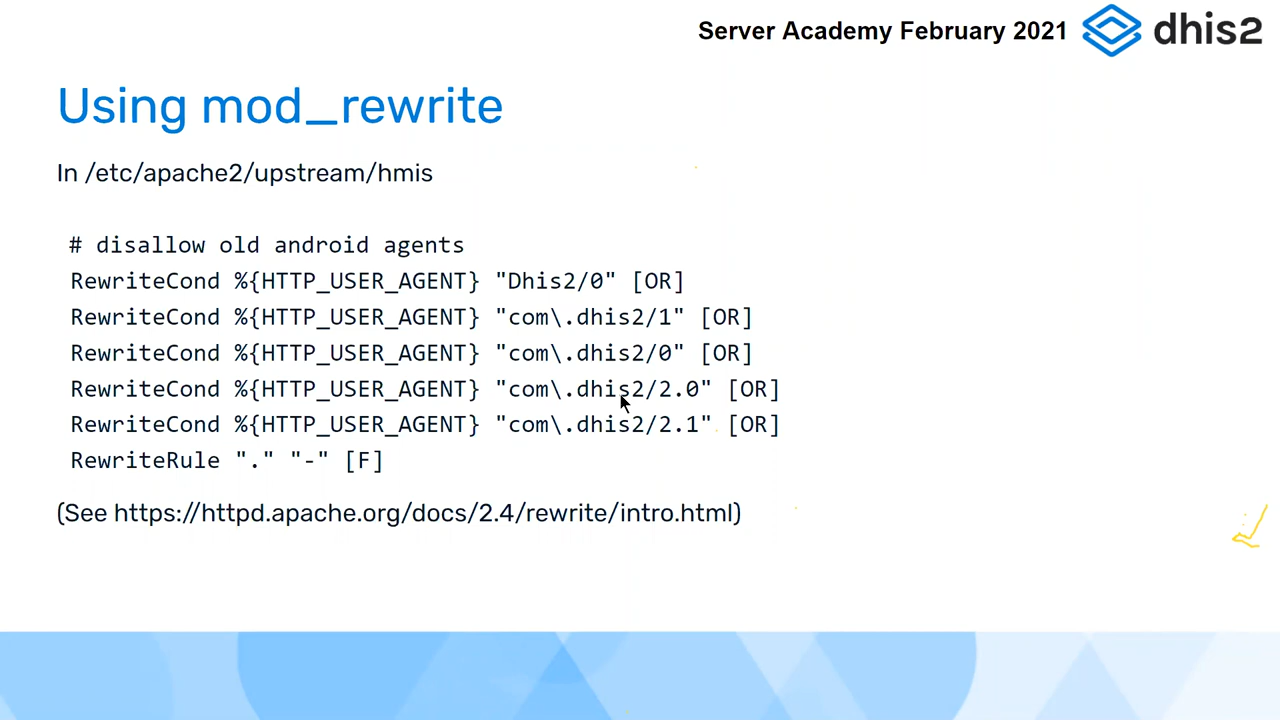 Server Academy February 2021 dhis2
Using mod_rewrite
In /etc/apache2/upstream/hmis
# disallow old android agents
RewriteCond %{HTTP_USER_AGENT} "Dhis2/0" [OR]
RewriteCond %{HTTP_USER_AGENT} "com\.dhis2/1" [OR]
RewriteCond %{HTTP_USER_AGENT} "com\.dhis2/0" [OR]
RewriteCond %{HTTP_USER_AGENT} "com\.dhis2/2.0" [OR]
RewriteCond %{HTTP_USER_AGENT} "com\.dhis2/2.1" [OR]
RewriteRule "." "-" [F]
(See https://httpd.apache.org/docs/2.4/rewrite/intro.html)